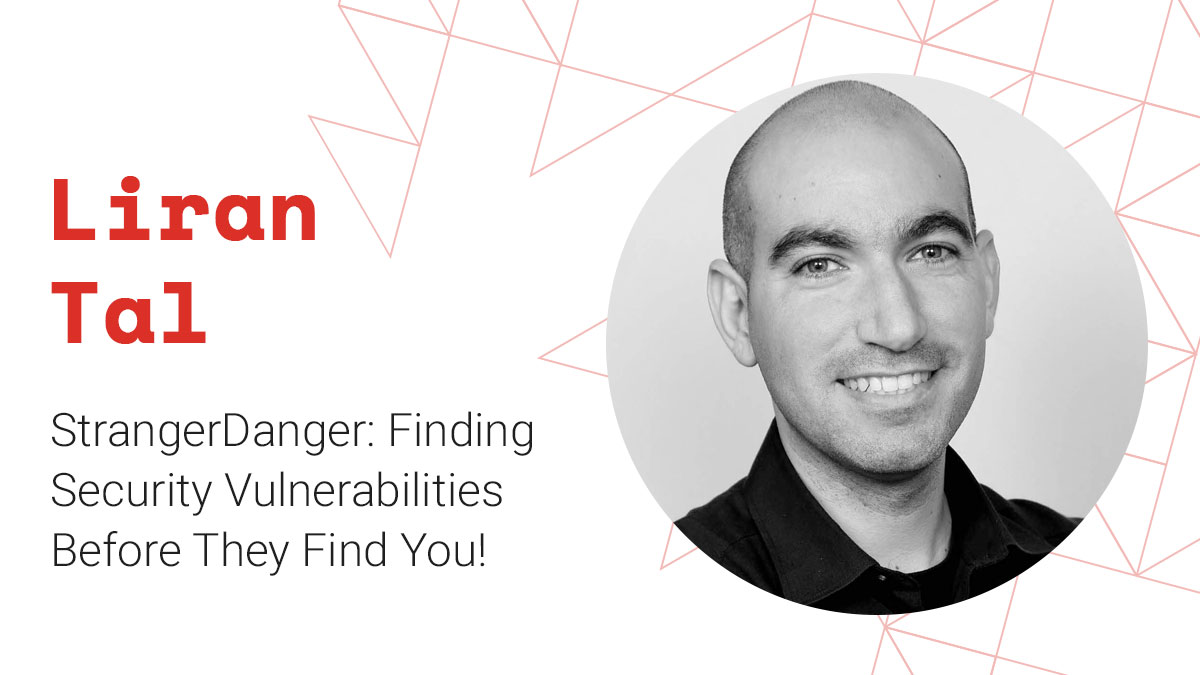 Liran
Tal
StrangerDanger: Finding
Security Vulnerabilities
Before They Find You!